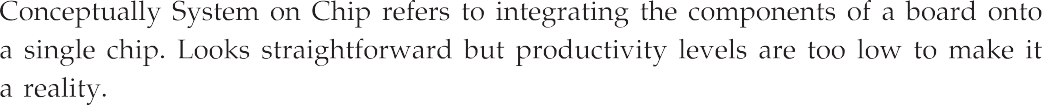 Conceptually System on Chip refers to integrating the components of a board onto
a single chip. Looks straightforward but productivity levels are too low to make it
a reality.